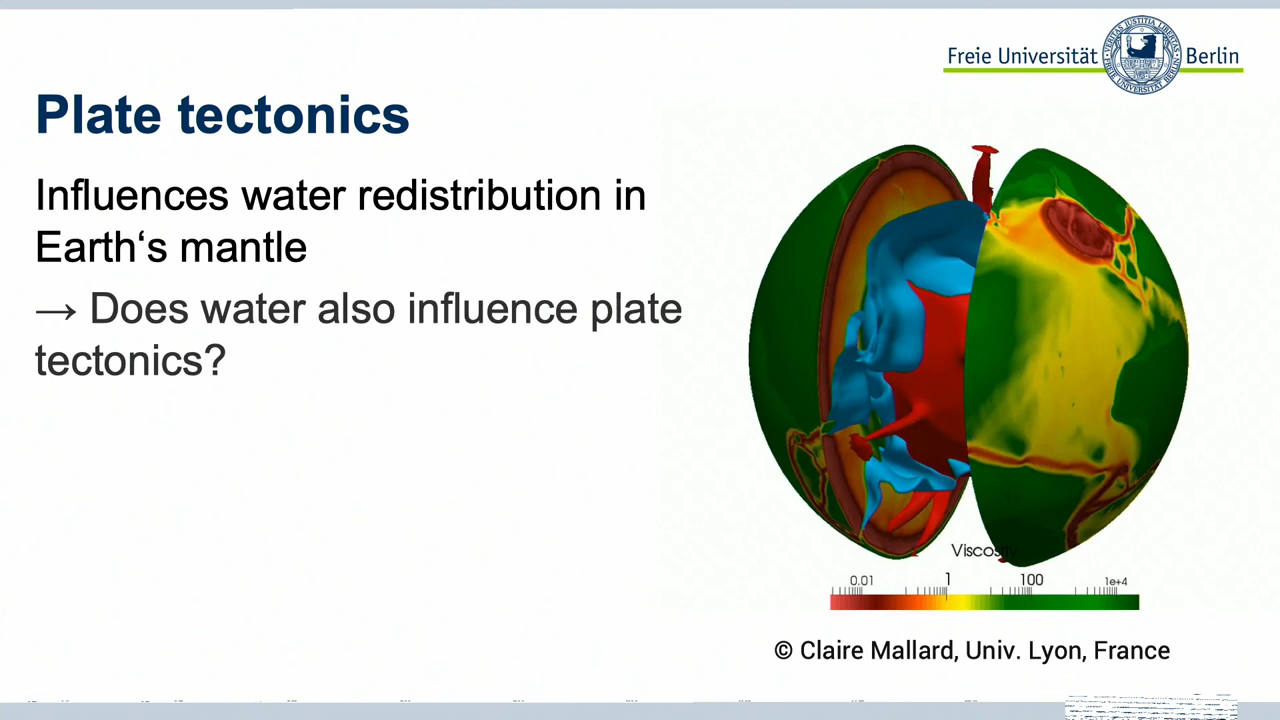 Freie Universität Berlin
Plate tectonics
Influences water redistribution in
Earth‘s mantle
→ Does water also influence plate
tectonics?
Viscosity
0.01 1 100 1e+4
© Claire Mallard, Univ. Lyon, France